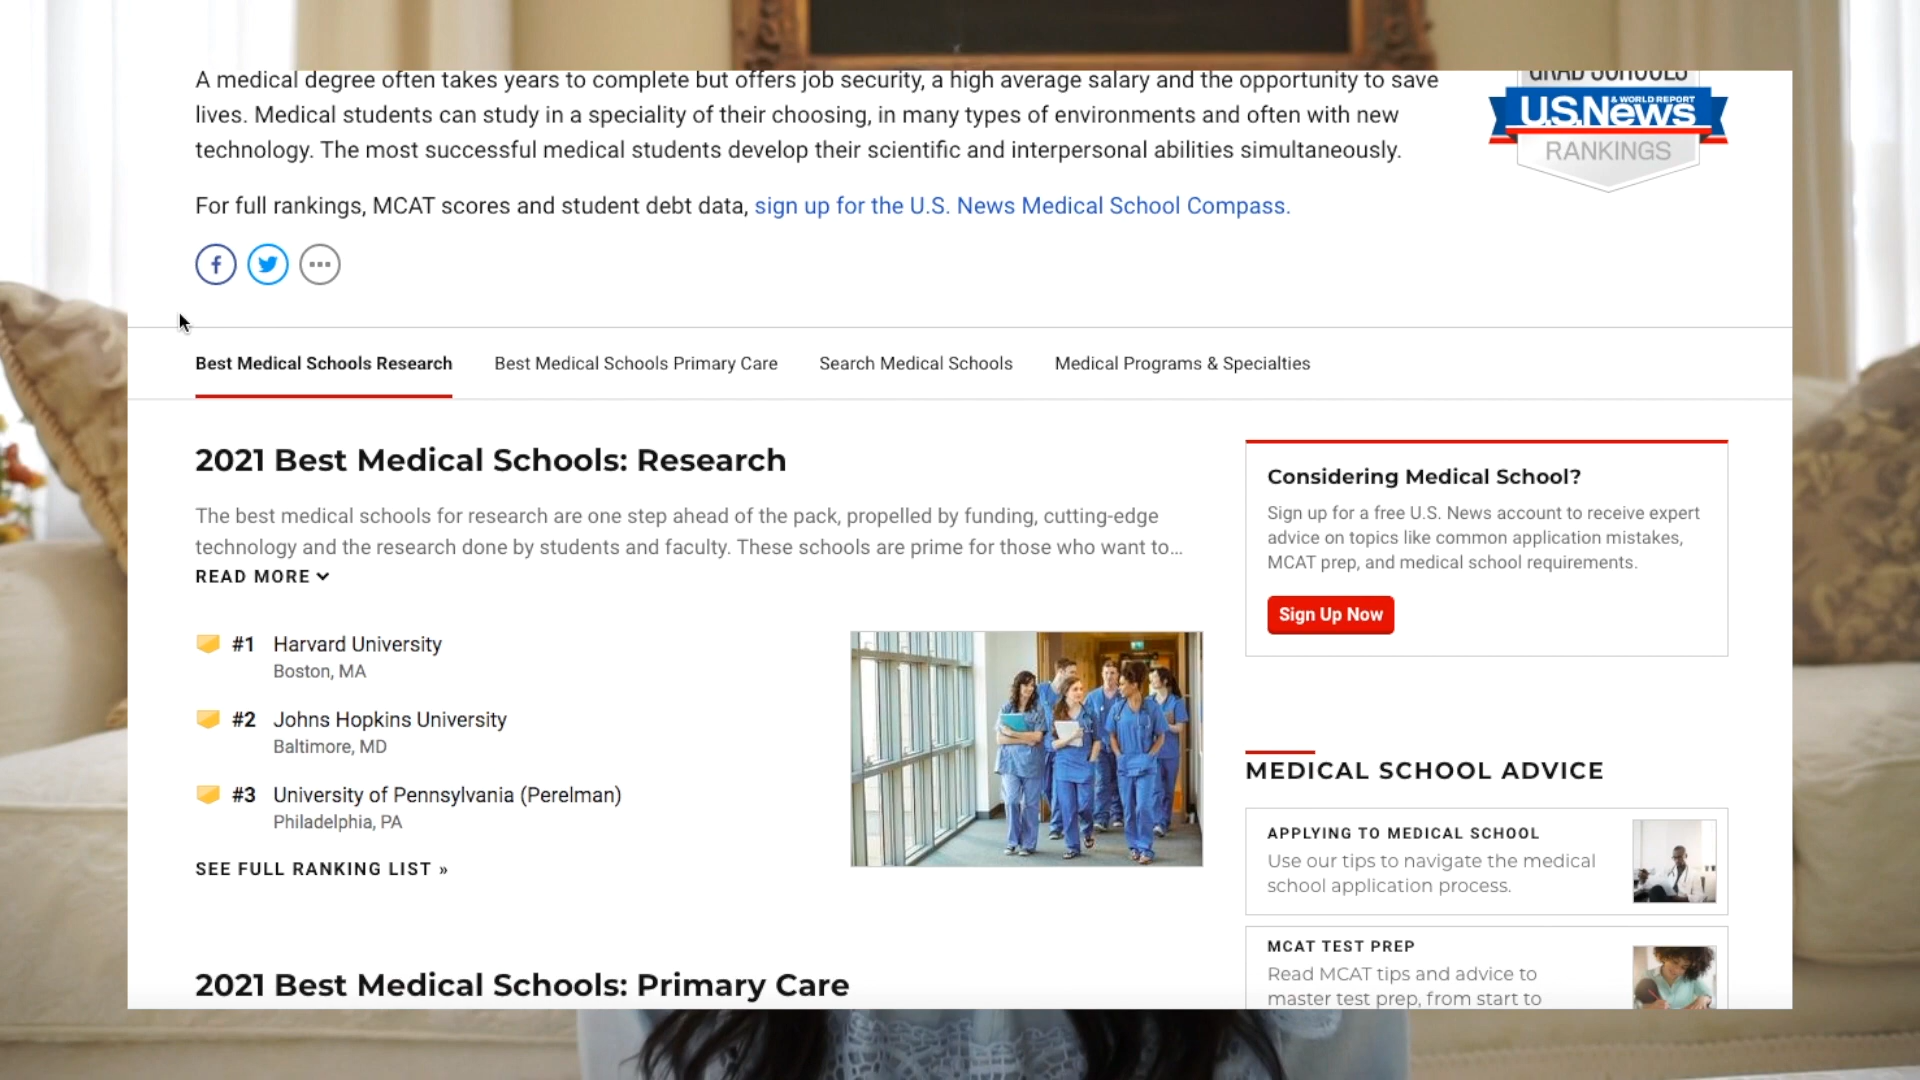 A medical degree often takes years to complete but offers job security, a high average salary and the opportunity to save
lives. Medical students can study in a speciality of their choosing, in many types of environments and often with new
technology. The most successful medical students develop their scientific and interpersonal abilities simultaneously.
GRAD SCHOOLS
U.S.News
& WORLD REPORT
RANKINGS
For full rankings, MCAT scores and student debt data, sign up for the U.S. News Medical School Compass.
Best Medical Schools Research
Best Medical Schools Primary Care
Search Medical Schools
Medical Programs & Specialties
2021 Best Medical Schools: Research
The best medical schools for research are one step ahead of the pack, propelled by funding, cutting-edge
technology and the research done by students and faculty. These schools are prime for those who want to...
READ MORE
#1 Harvard University
Boston, MA
#2 Johns Hopkins University
Baltimore, MD
#3 University of Pennsylvania (Perelman)
Philadelphia, PA
SEE FULL RANKING LIST »
2021 Best Medical Schools: Primary Care
Considering Medical School?
Sign up for a free U.S. News account to receive expert
advice on topics like common application mistakes,
MCAT prep, and medical school requirements.
Sign Up Now
MEDICAL SCHOOL ADVICE
APPLYING TO MEDICAL SCHOOL
Use our tips to navigate the medical
school application process.
MCAT TEST PREP
Read MCAT tips and advice to
master test prep, from start to